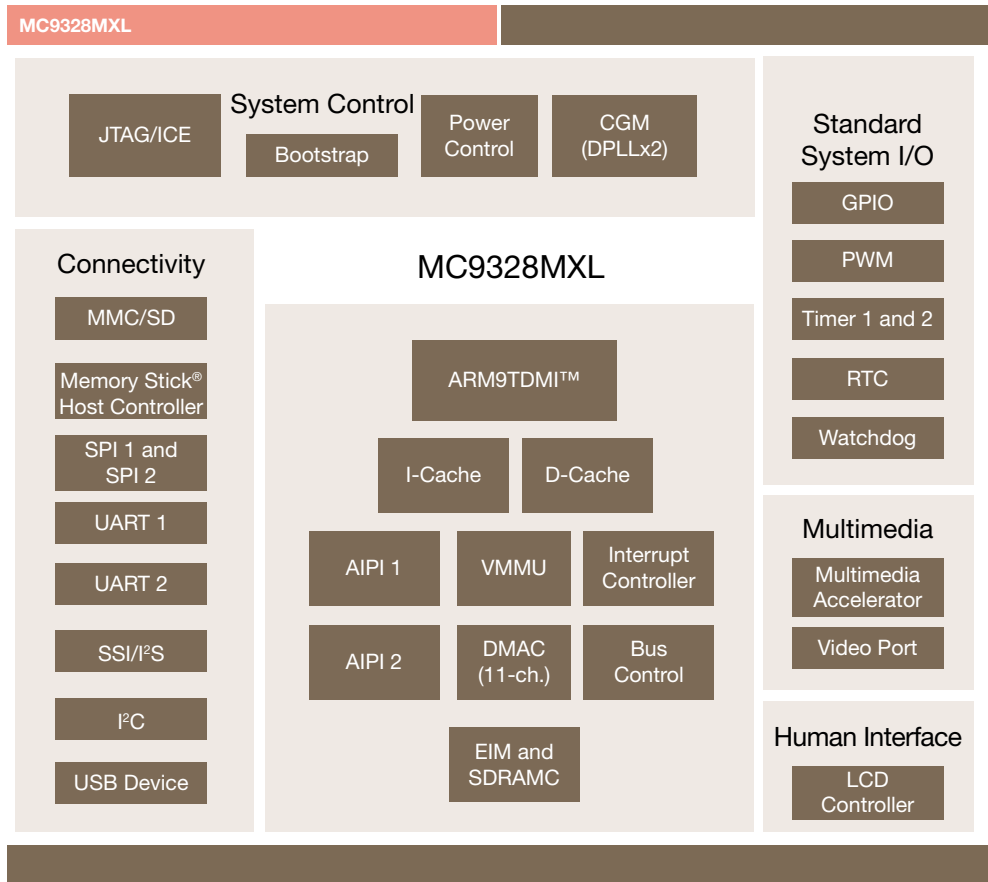 MC9328MXL
System Control
JTAG/ICE
Bootstrap
Power
Control
CGM
(DPLLx2)
Standard
System I/O
GPIO
PWM
Timer 1 and 2
RTC
Watchdog
Connectivity
MMC/SD
Memory Stick®
Host Controller
SPI 1 and
SPI 2
UART 1
UART 2
SSI/I²S
I²C
USB Device
MC9328MXL
ARM9TDMI™
I-Cache
D-Cache
AIPI 1
VMMU
Interrupt
Controller
AIPI 2
DMAC
(11-ch.)
Bus
Control
EIM and
SDRAMC
Multimedia
Multimedia
Accelerator
Video Port
Human Interface
LCD
Controller